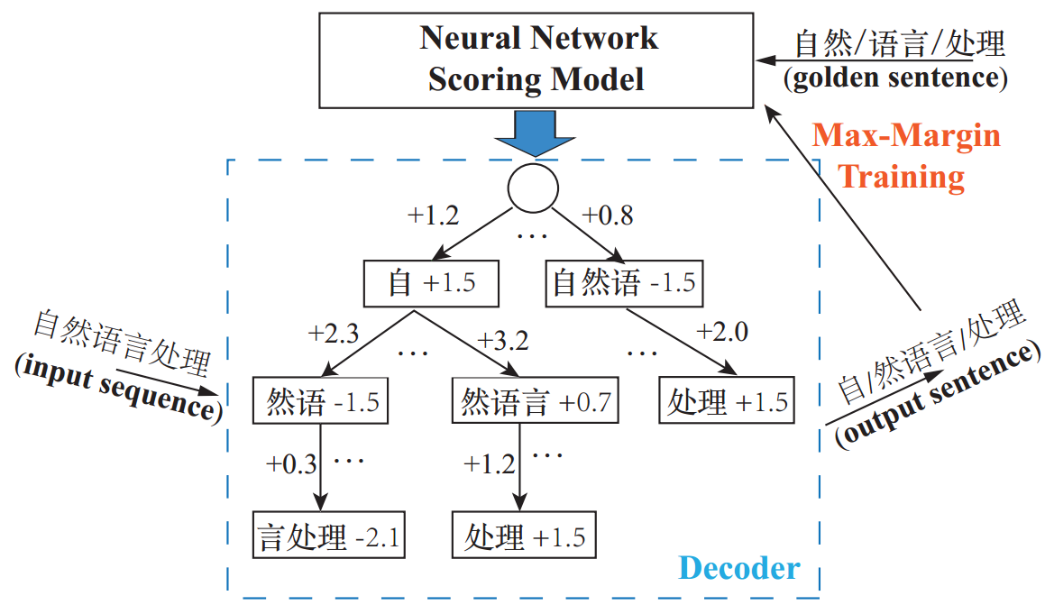 Neural Network
Scoring Model
自然/语言/处理
(golden sentence)
Max-Margin
Training
+1.2
...
+0.8
自 +1.5
自然语 -1.5
+2.3
...
+3.2
...
+2.0
自然语言处理
(input sequence)
然语 -1.5
然语言 +0.7
处理 +1.5
自/然语言/处理
(output sentence)
+0.3
...
+1.2
...
言处理 -2.1
处理 +1.5
Decoder